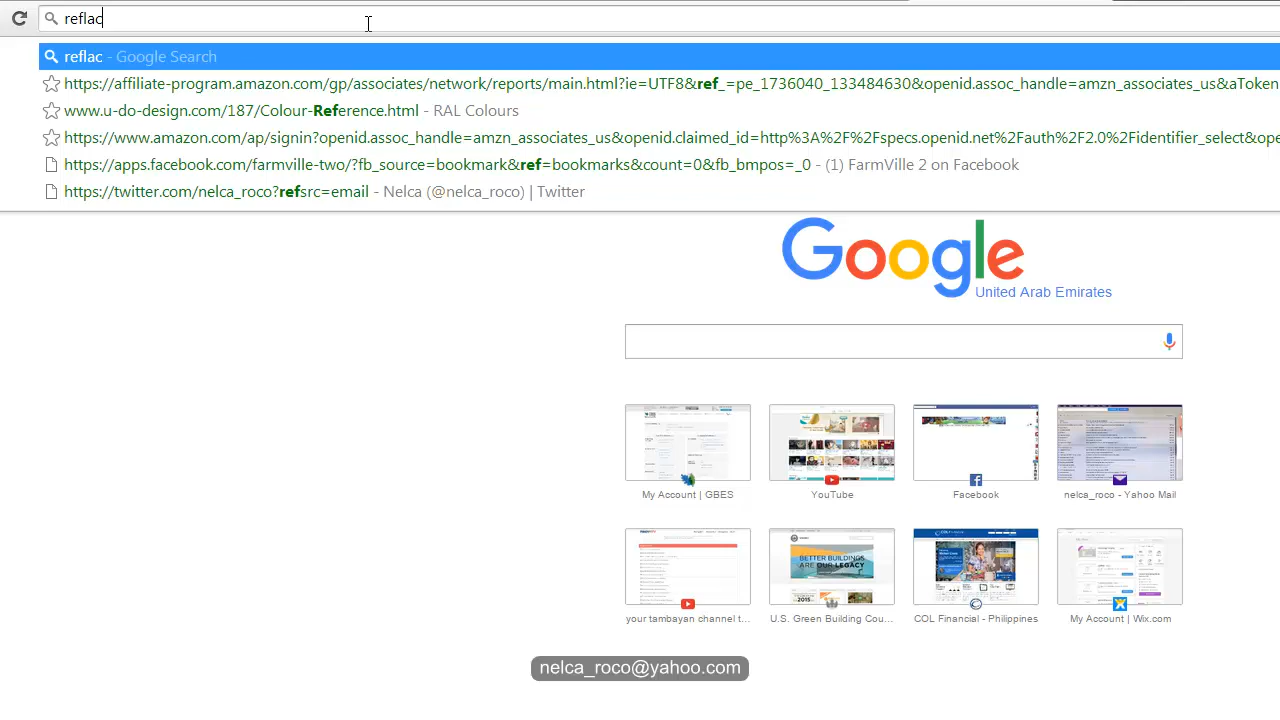 reflac
reflac - Google Search
https://affiliate-program.amazon.com/gp/associates/network/reports/main.html?ie=UTF8&ref_=pe_1736040_133484630&openid.assoc_handle=amzn_associates_us&aToken
www.u-do-design.com/187/Colour-Reference.html - RAL Colours
https://www.amazon.com/ap/signin?openid.assoc_handle=amzn_associates_us&openid.claimed_id=http%3A%2F%2Fspecs.openid.net%2Fauth%2F2.0%2Fidentifier_select&ope
https://apps.facebook.com/farmville-two/?fb_source=bookmark&ref=bookmarks&count=0&fb_bmpos=_0 - (1) FarmVille 2 on Facebook
https://twitter.com/nelca_roco?refsrc=email - Nelca (@nelca_roco) | Twitter
Google
United Arab Emirates
My Account | GBES
YouTube
Facebook
nelca_roco - Yahoo Mail
BETTER BUILDINGS
ARE OUR LEGACY
your tambayan channel t...
U.S. Green Building Cou...
COL Financial - Philippines
My Account | Wix.com
nelca_roco@yahoo.com